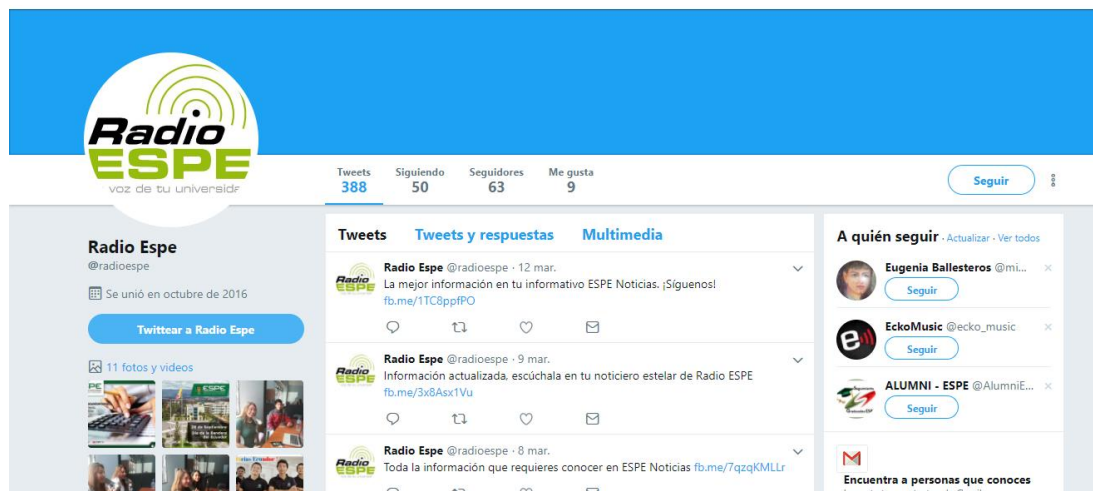 Radio
ESPE
voz de tu universida
Tweets
388
Siguiendo
50
Seguidores
63
Me gusta
9
Seguir
Radio Espe
@radioespe
Se unió en octubre de 2016
Twittear a Radio Espe
11 fotos y videos
Tweets
Tweets y respuestas
Multimedia
Radio Espe @radioespe · 12 mar.
La mejor información en tu informativo ESPE Noticias. ¡Síguenos!
fb.me/1TC8ppfPO
Radio Espe @radioespe · 9 mar.
Información actualizada, escúchala en tu noticiero estelar de Radio ESPE
fb.me/3x8Asx1Vu
Radio Espe @radioespe · 8 mar.
Toda la información que requieres conocer en ESPE Noticias fb.me/7qzqKMLLr
A quién seguir · Actualizar · Ver todos
Eugenia Ballesteros @mi...
Seguir
EckoMusic @ecko_music
Seguir
ALUMNI - ESPE @AlumniE...
Seguir
Encuentra a personas que conoces